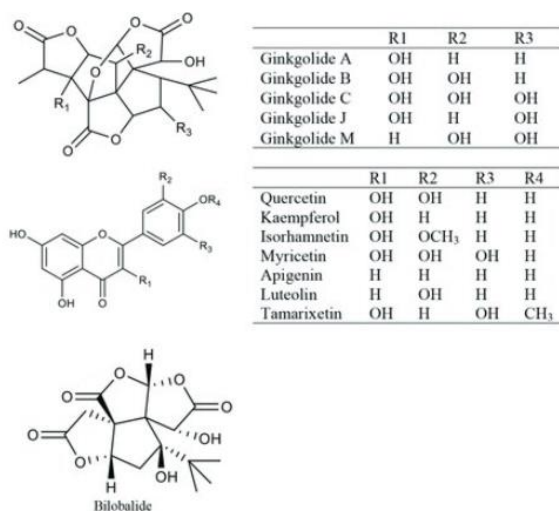 R1 R2 R3
Ginkgolide A OH H H
Ginkgolide B OH OH H
Ginkgolide C OH OH OH
Ginkgolide J OH H OH
Ginkgolide M H OH OH
O
O
O
O
O
R2
OH
O
R1
O
O
R3
R1 R2 R3 R4
Quercetin OH OH H H
Kaempferol OH H H H
Isorhamnetin OH OCH3 H H
Myricetin OH OH OH H
Apigenin H H H H
Luteolin H OH H H
Tamarixetin OH H OH CH3
R2
OR4
HO
O
R3
R1
OH
O
H
O
O
O
O
O
OH
O
OH
H
Bilobalide